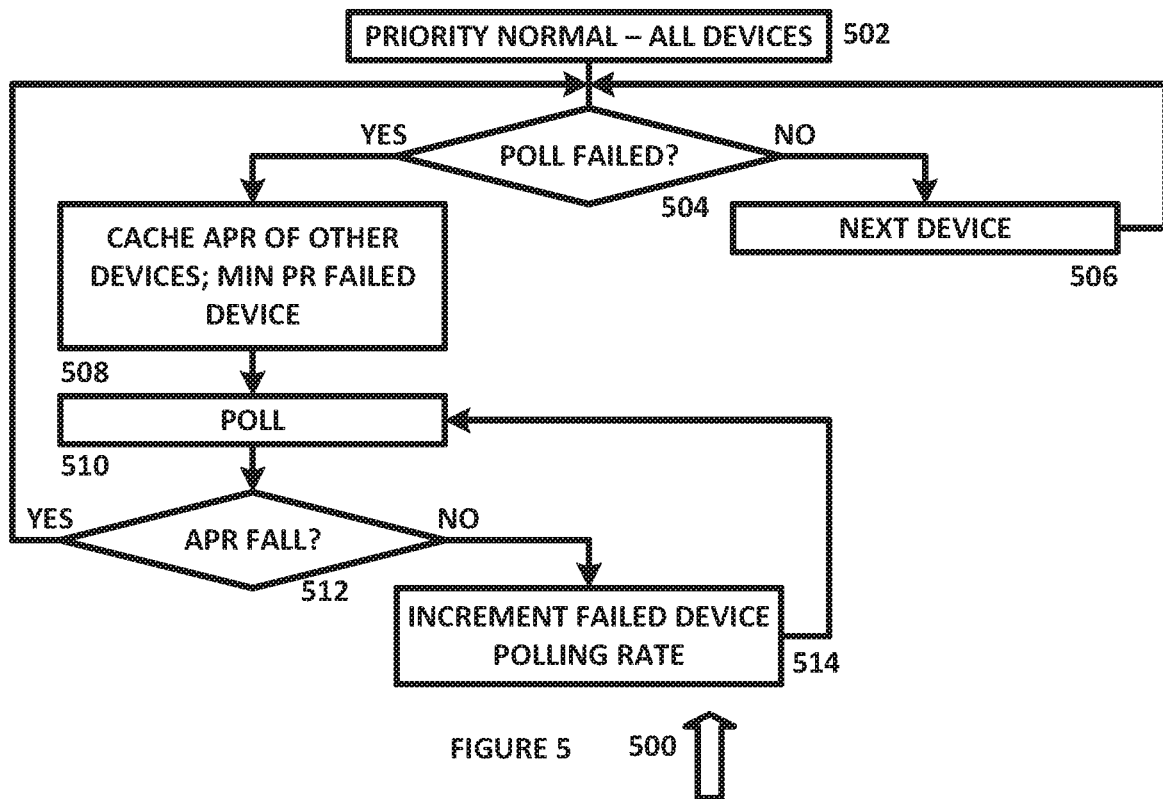 PRIORITY NORMAL – ALL DEVICES
502
YES
NO
POLL FAILED?
504
CACHE APR OF OTHER
DEVICES; MIN PR FAILED
DEVICE
508
NEXT DEVICE
506
POLL
510
YES
NO
APR FALL?
512
INCREMENT FAILED DEVICE
POLLING RATE
514
FIGURE 5
500